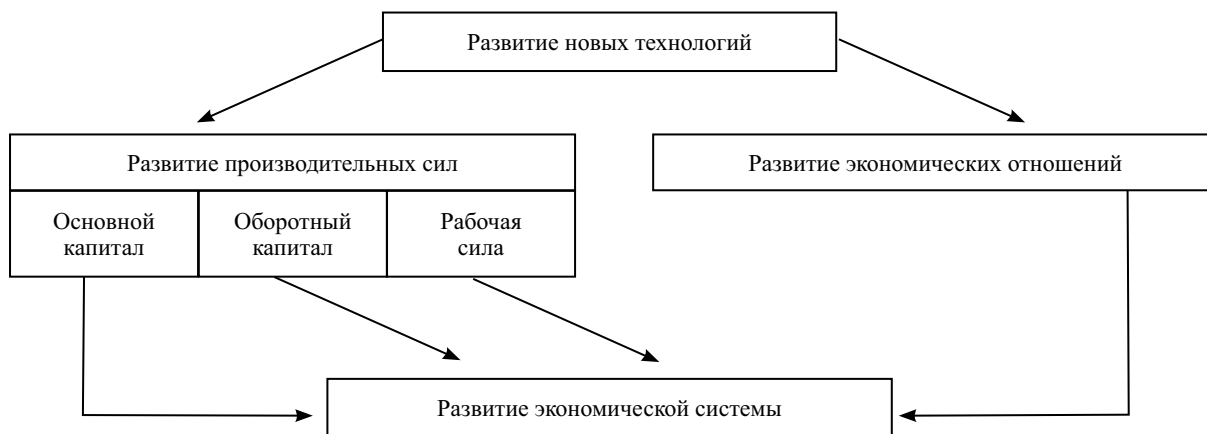 Развитие новых технологий
Развитие производительных сил
Развитие экономических отношений
Основной
капитал
Оборотный
капитал
Рабочая
сила
Развитие экономической системы